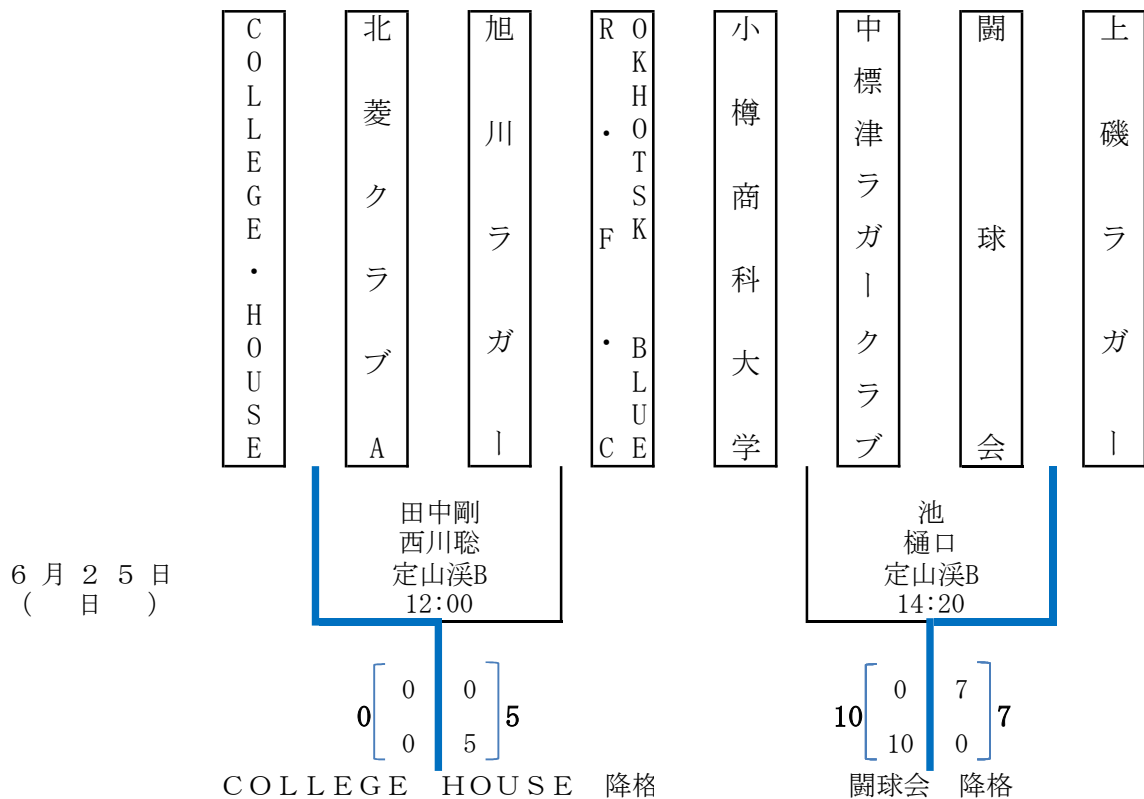 COLLEGE・HOUSE
北菱クラブA
旭川ラガー
OKHOTSK BLUE
R・F・C
小樽商科大学
中標津ラガークラブ
闘球会
上磯ラガー
田中剛
西川聡
定山渓B
12:00
池
樋口
定山渓B
14:20
６月２５日
(　日　)
0
0 0
0 5
5
10
0 7
10 0
7
ＣＯＬＬＥＧＥ　ＨＯＵＳＥ　降格
闘球会　降格